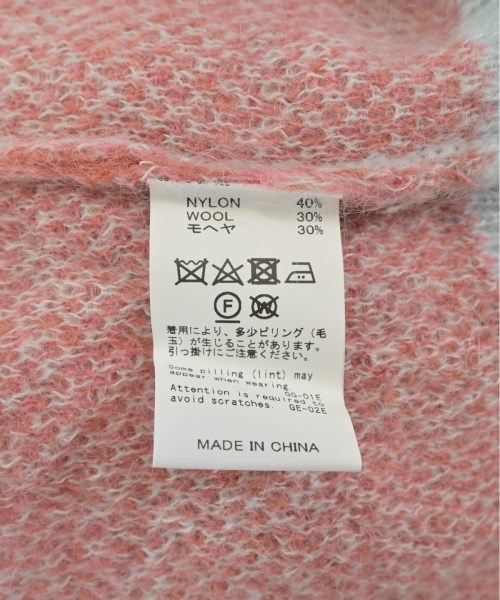 NYLON 40%
WOOL 30%
モヘヤ 30%
F W
着用により、多少ピリング（毛
玉）が生じることがあります。
引っ掛けにご注意ください。
Some pilling (lint) may
appear when wearing.
GG-01E
Attention is required to
avoid scratches. GE-02E
MADE IN CHINA